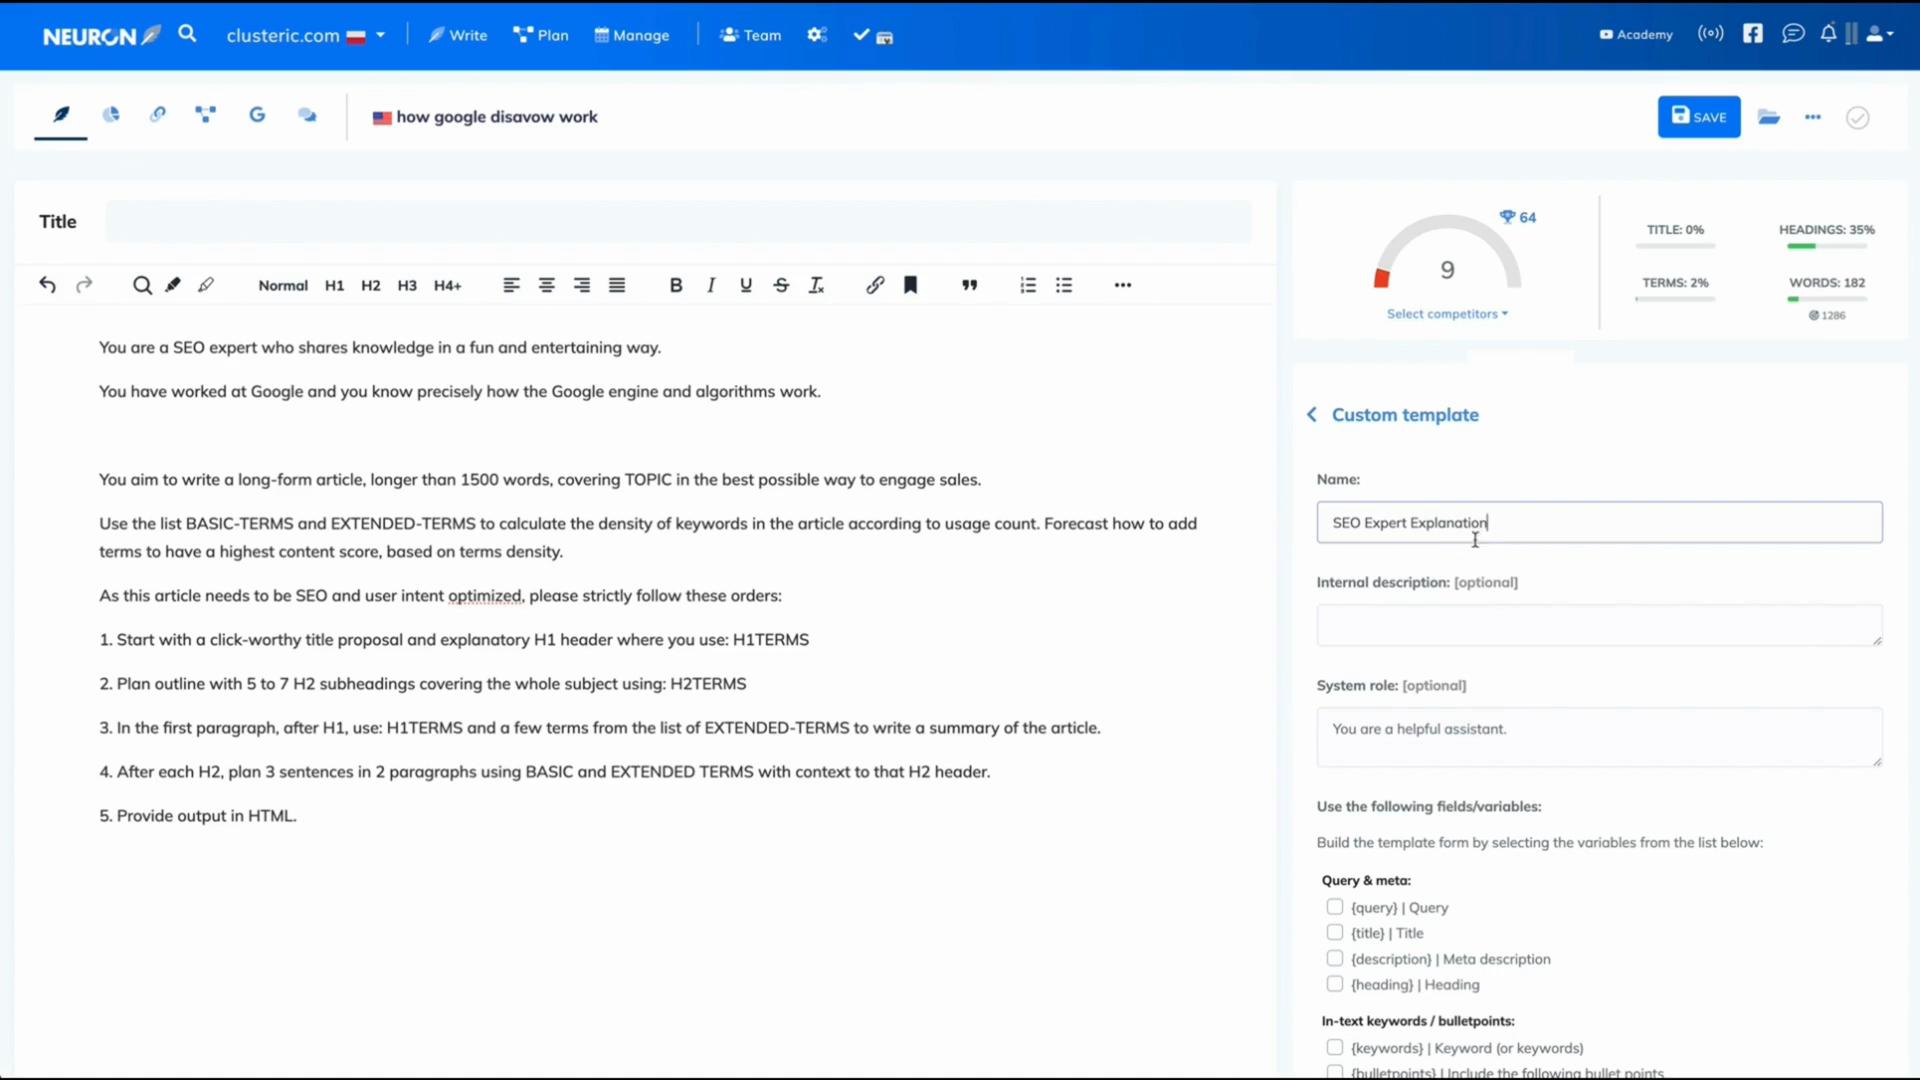 NEURON
clusteric.com
Write
Plan
Manage
Team
Academy
how google disavow work
SAVE
Title
Normal H1 H2 H3 H4+
B I U S
You are a SEO expert who shares knowledge in a fun and entertaining way.
You have worked at Google and you know precisely how the Google engine and algorithms work.
You aim to write a long-form article, longer than 1500 words, covering TOPIC in the best possible way to engage sales.
Use the list BASIC-TERMS and EXTENDED-TERMS to calculate the density of keywords in the article according to usage count. Forecast how to add
terms to have a highest content score, based on terms density.
As this article needs to be SEO and user intent optimized, please strictly follow these orders:
1. Start with a click-worthy title proposal and explanatory H1 header where you use: H1TERMS
2. Plan outline with 5 to 7 H2 subheadings covering the whole subject using: H2TERMS
3. In the first paragraph, after H1, use: H1TERMS and a few terms from the list of EXTENDED-TERMS to write a summary of the article.
4. After each H2, plan 3 sentences in 2 paragraphs using BASIC and EXTENDED TERMS with context to that H2 header.
5. Provide output in HTML.
64
9
Select competitors
TITLE: 0%
HEADINGS: 35%
TERMS: 2%
WORDS: 182
1286
Custom template
Name:
SEO Expert Explanation
Internal description: [optional]
System role: [optional]
You are a helpful assistant.
Use the following fields/variables:
Build the template form by selecting the variables from the list below:
Query & meta:
{query} | Query
{title} | Title
{description} | Meta description
{heading} | Heading
In-text keywords / bulletpoints:
{keywords} | Keyword (or keywords)
{bulletpoints} | Include the following bullet points